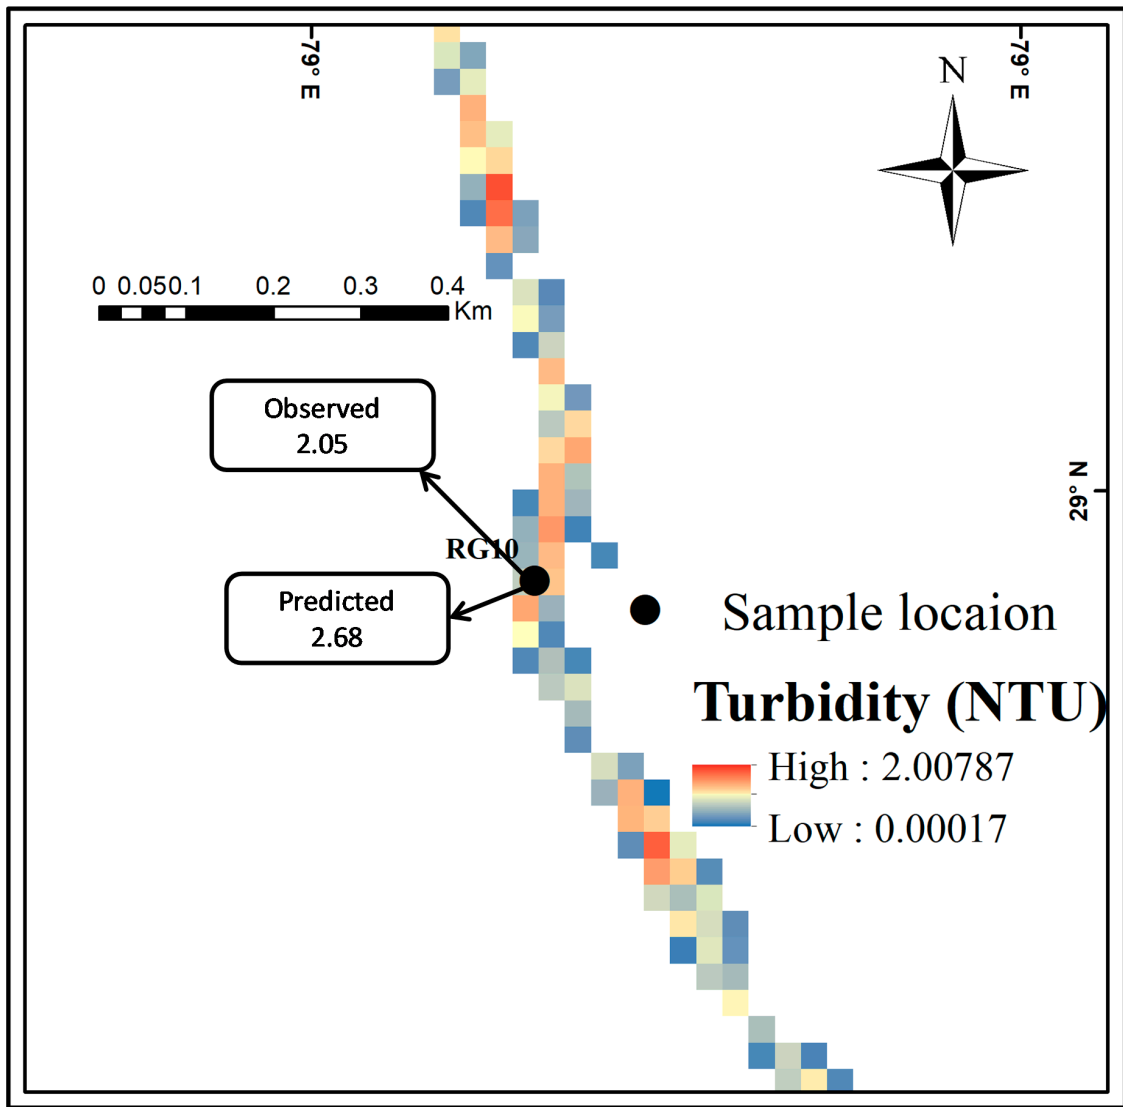 79° E
79° E
N
0 0.050.1 0.2 0.3 0.4
Km
Observed
2.05
29° N
RG10
Predicted
2.68
Sample locaion
Turbidity (NTU)
High : 2.00787
Low : 0.00017